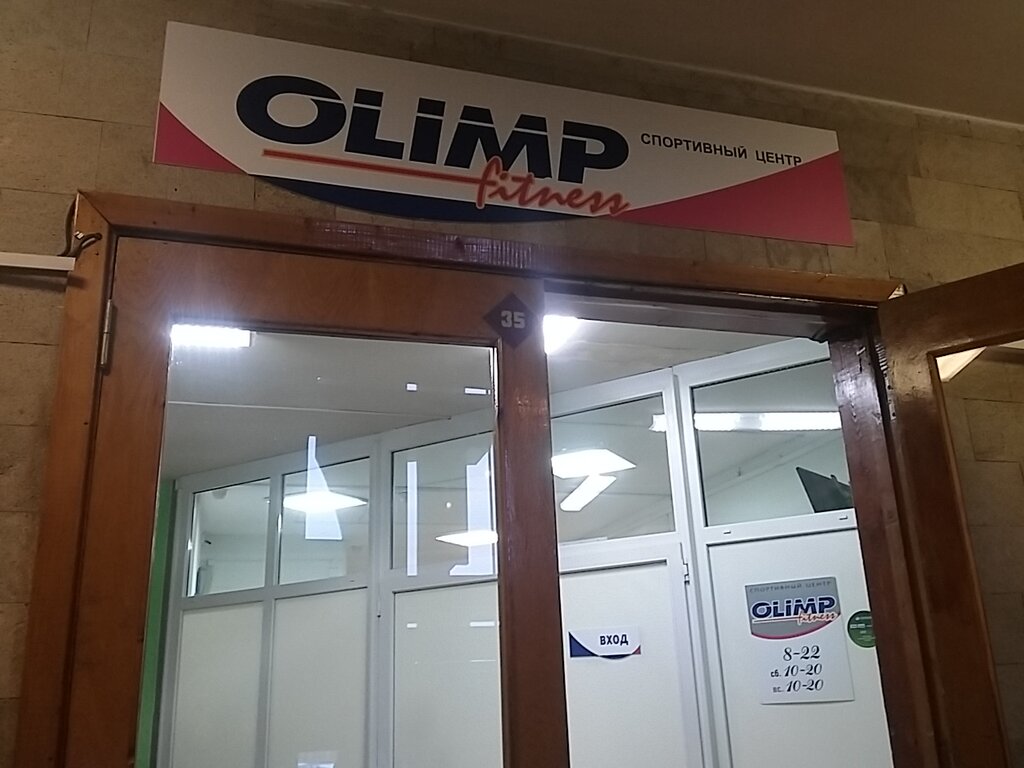 OLIMP
fitness
СПОРТИВНЫЙ ЦЕНТР
35
ВХОД
СПОРТИВНЫЙ ЦЕНТР
OLIMP
fitness
8-22
сб. 10-20
вс. 10-20